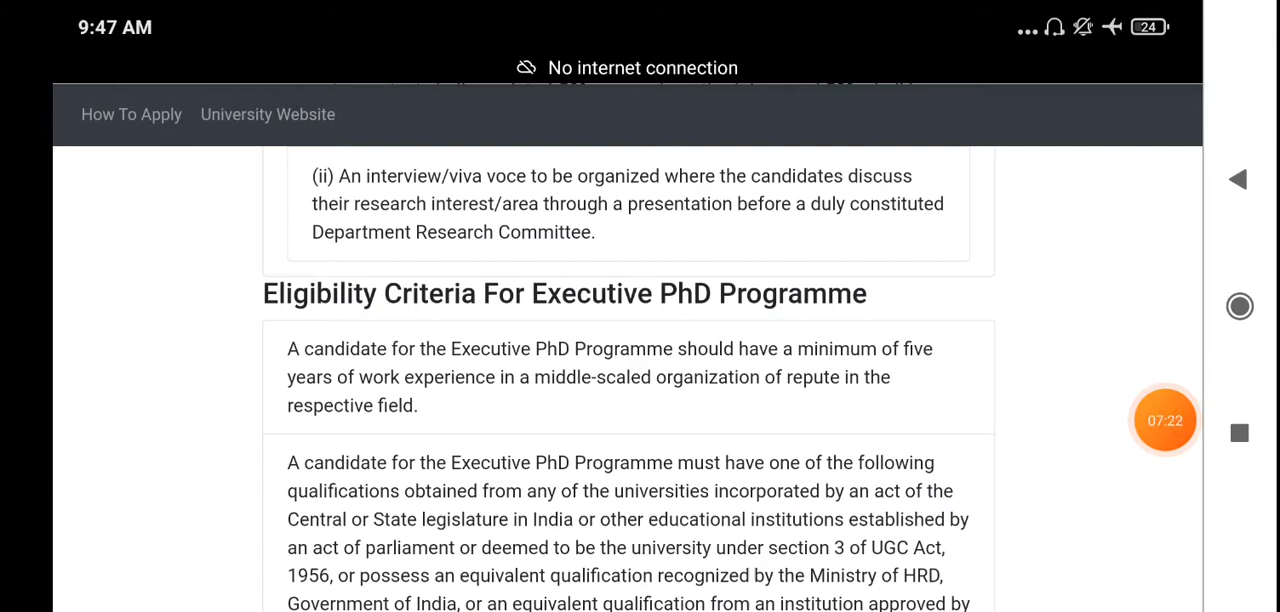 9:47 AM
24
No internet connection
How To Apply University Website
(ii) An interview/viva voce to be organized where the candidates discuss
their research interest/area through a presentation before a duly constituted
Department Research Committee.
Eligibility Criteria For Executive PhD Programme
A candidate for the Executive PhD Programme should have a minimum of five
years of work experience in a middle-scaled organization of repute in the
respective field.
07:22
A candidate for the Executive PhD Programme must have one of the following
qualifications obtained from any of the universities incorporated by an act of the
Central or State legislature in India or other educational institutions established by
an act of parliament or deemed to be the university under section 3 of UGC Act,
1956, or possess an equivalent qualification recognized by the Ministry of HRD,
Government of India, or an equivalent qualification from an institution approved by